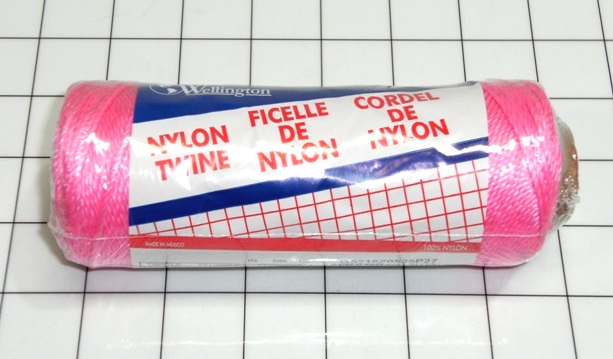 Wellington
NYLON
TWINE
FICELLE
DE
NYLON
CORDEL
DE
NYLON
MADE IN MEXICO
100% NYLON